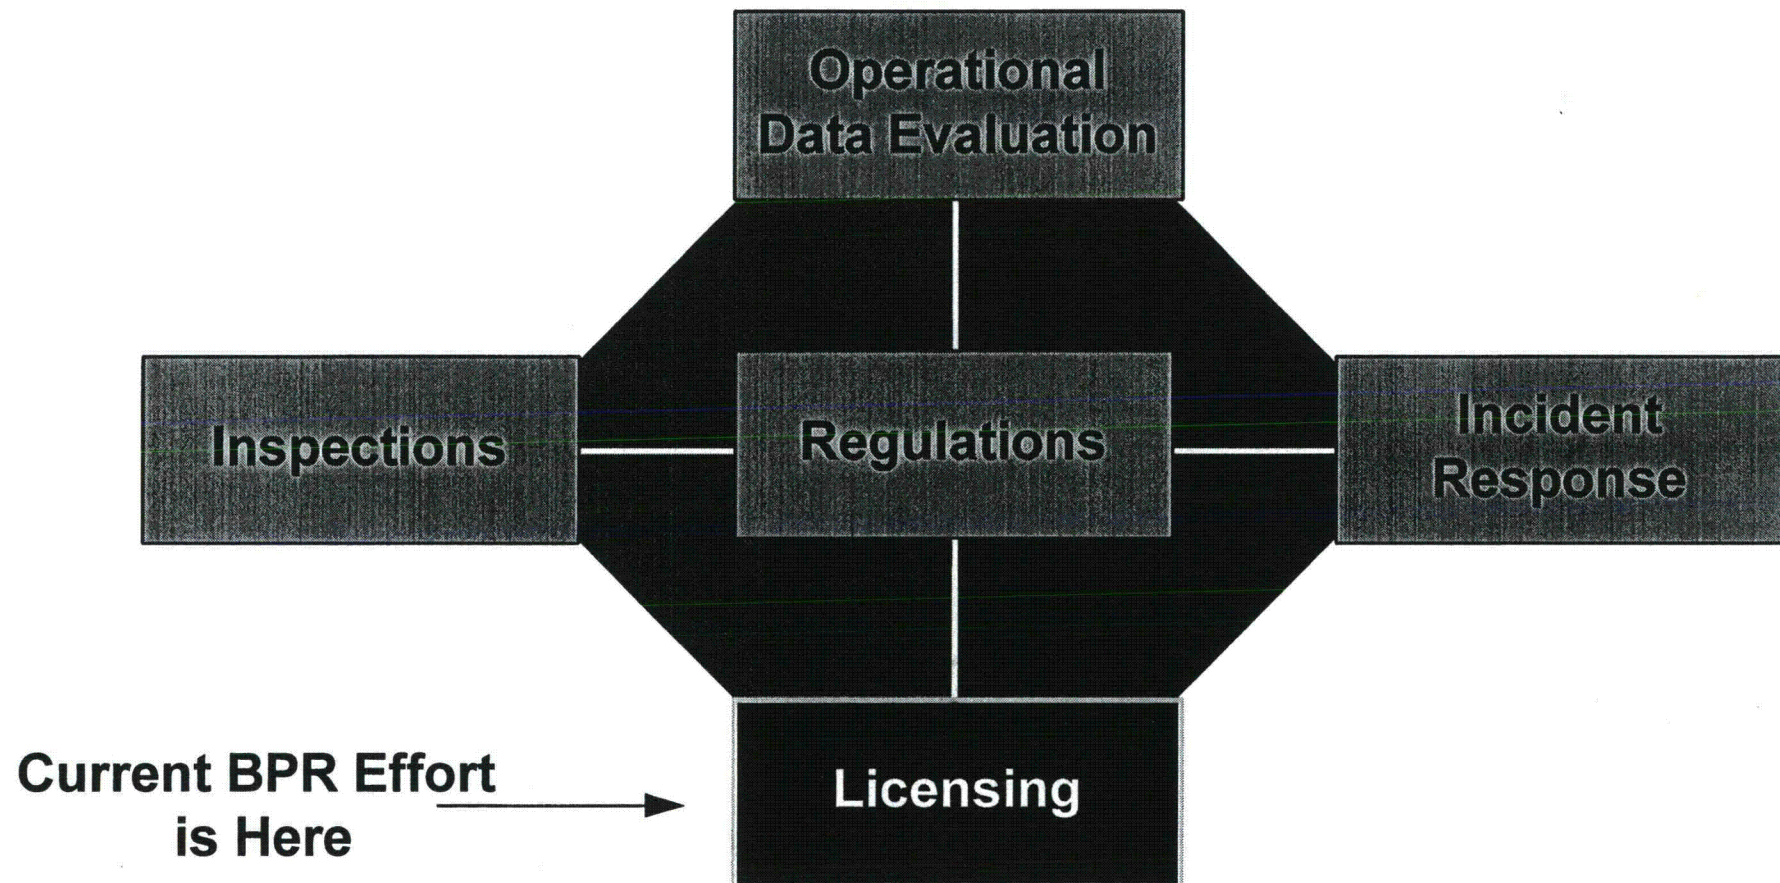 Operational
Data Evaluation
Inspections
Regulations
Incident
Response
Current BPR Effort
is Here
Licensing